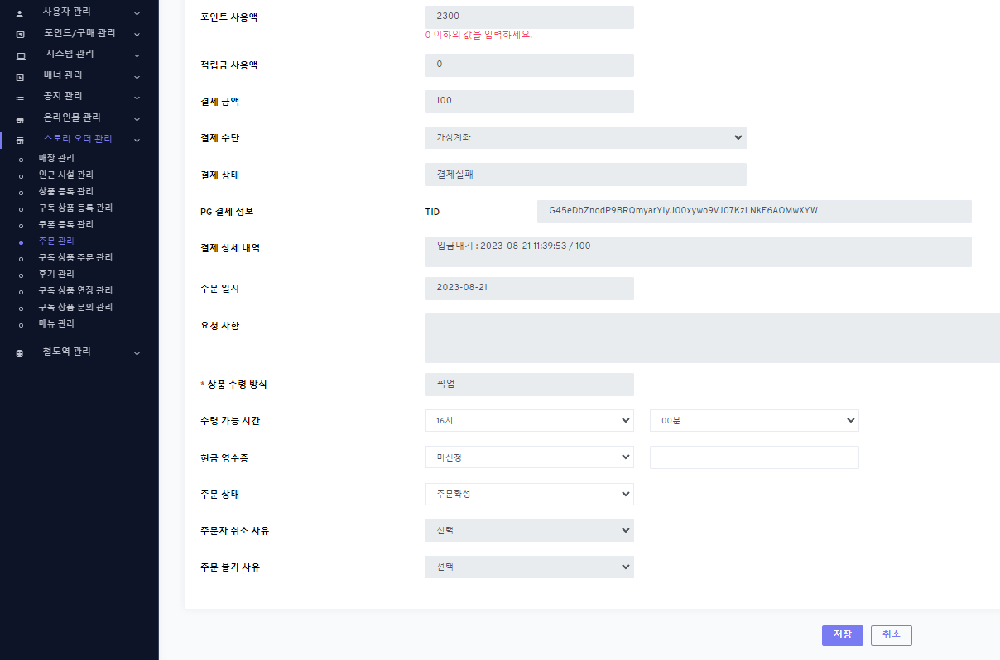 사용자 관리
포인트/구매 관리
시스템 관리
배너 관리
공지 관리
온라인몰 관리
스토리 오더 관리
매장 관리
인근 시설 관리
상품 등록 관리
구독 상품 등록 관리
쿠폰 등록 관리
주문 관리
구독 상품 주문 관리
후기 관리
구독 상품 연장 관리
구독 상품 문의 관리
메뉴 관리
철도역 관리
포인트 사용액 2300
0 이하의 값을 입력하세요.
적립금 사용액 0
결제 금액 100
결제 수단 가상계좌
결제 상태 결제실패
PG 결제 정보 TID G45eDbZnodP9BRQmyarYlyJ00xywo9VJ07KzLNkE6AOMwXYW
결제 상세 내역 입금대기 : 2023-08-21 11:39:53 / 100
주문 일시 2023-08-21
요청 사항
* 상품 수령 방식 픽업
수령 가능 시간 16시 00분
현금 영수증 미신청
주문 상태 주문확정
주문자 취소 사유 선택
주문 불가 사유 선택
저장 취소